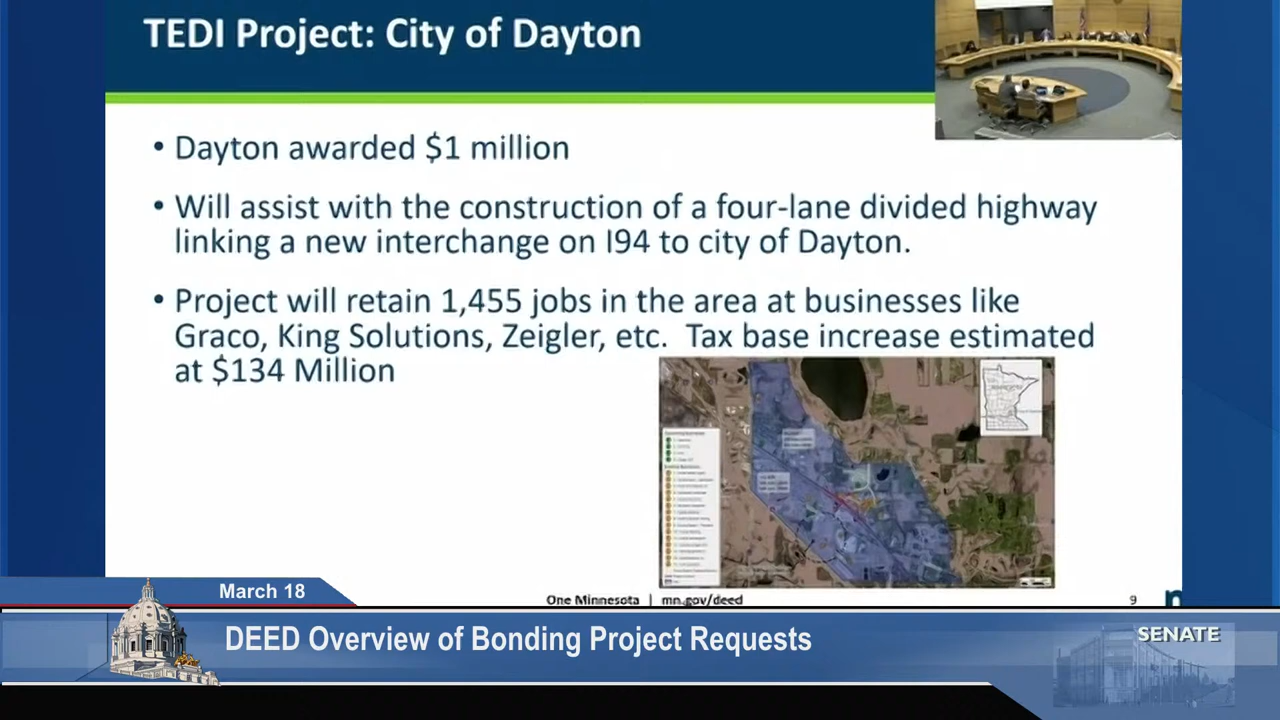 TEDI Project: City of Dayton
• Dayton awarded $1 million
• Will assist with the construction of a four-lane divided highway
linking a new interchange on I94 to city of Dayton.
• Project will retain 1,455 jobs in the area at businesses like
Graco, King Solutions, Zeigler, etc. Tax base increase estimated
at $134 Million
One Minnesota | mn.gov/deed
9
March 18
DEED Overview of Bonding Project Requests
SENATE